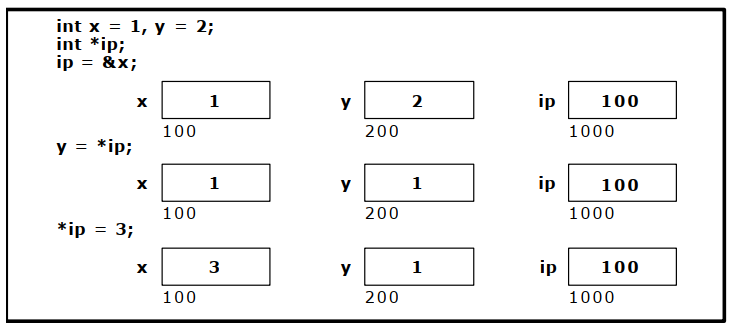 int x = 1, y = 2;
int *ip;
ip = &x;
x 1 y 2 ip 100
100 200 1000
y = *ip;
x 1 y 1 ip 100
100 200 1000
*ip = 3;
x 3 y 1 ip 100
100 200 1000